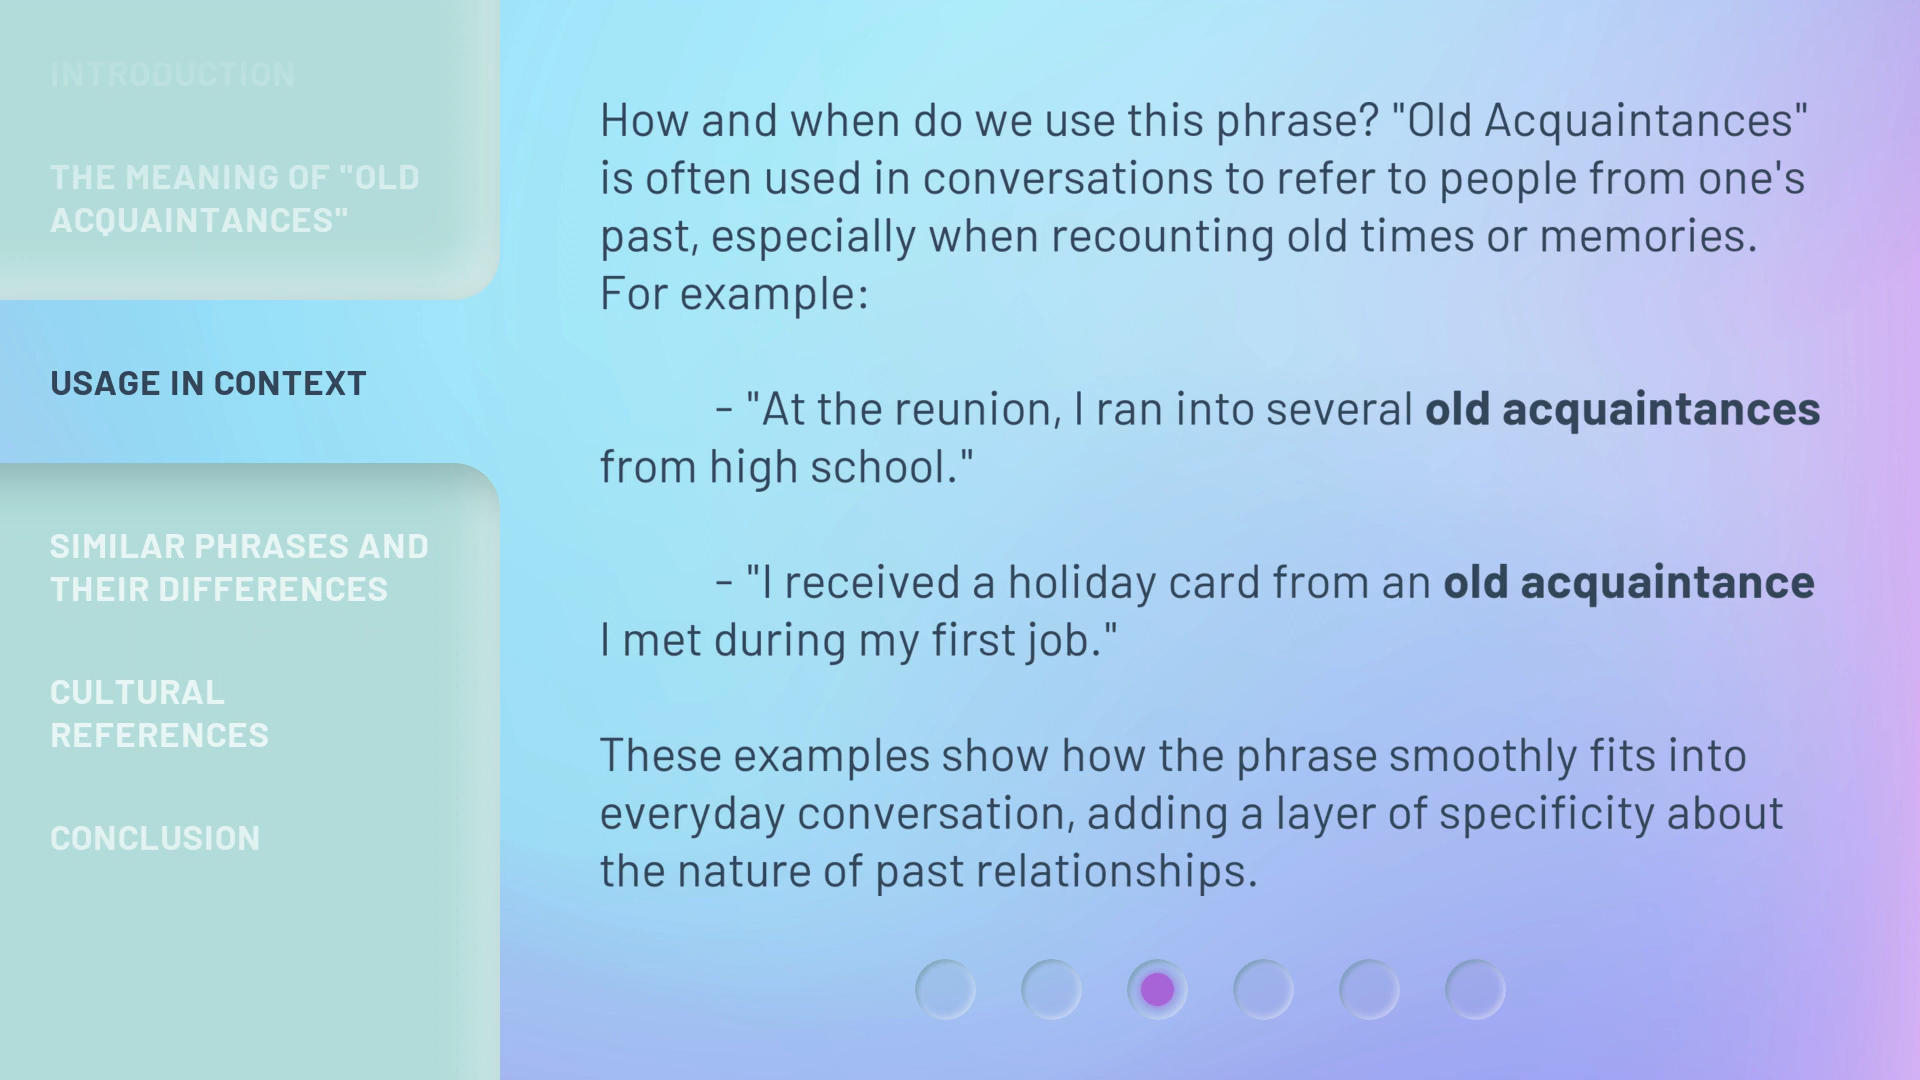 INTRODUCTION
THE MEANING OF "OLD
ACQUAINTANCES"
USAGE IN CONTEXT
SIMILAR PHRASES AND
THEIR DIFFERENCES
CULTURAL
REFERENCES
CONCLUSION
How and when do we use this phrase? "Old Acquaintances"
is often used in conversations to refer to people from one's
past, especially when recounting old times or memories.
For example:
- "At the reunion, I ran into several old acquaintances
from high school."
- "I received a holiday card from an old acquaintance
I met during my first job."
These examples show how the phrase smoothly fits into
everyday conversation, adding a layer of specificity about
the nature of past relationships.